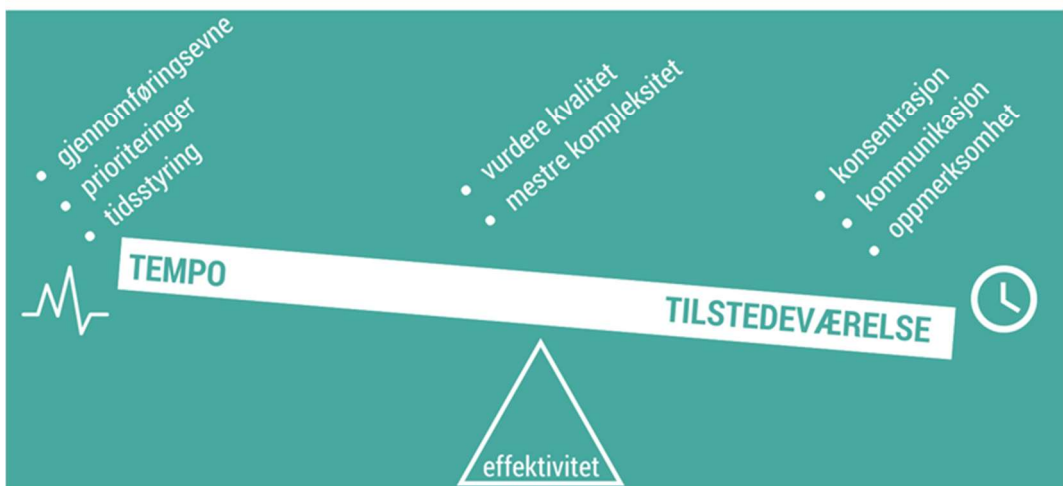 gjennomføringsevne
prioriteringer
tidsstyring
vurdere kvalitet
mestre kompleksitet
konsentrasjon
kommunikasjon
oppmerksomhet
TEMPO
TILSTEDEVÆRELSE
effektivitet